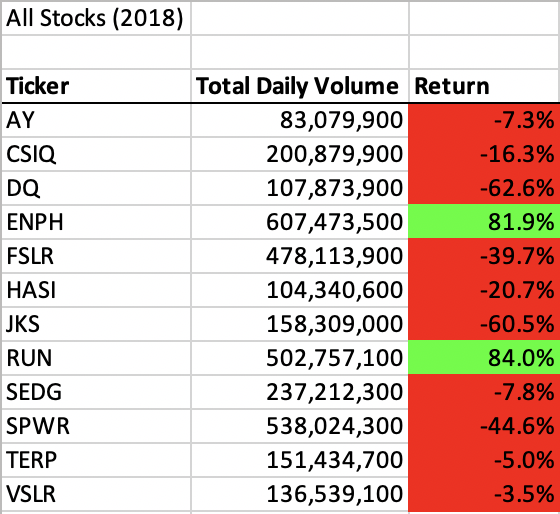 All Stocks (2018)
Ticker Total Daily Volume Return
AY 83,079,900 -7.3%
CSIQ 200,879,900 -16.3%
DQ 107,873,900 -62.6%
ENPH 607,473,500 81.9%
FSLR 478,113,900 -39.7%
HASI 104,340,600 -20.7%
JKS 158,309,000 -60.5%
RUN 502,757,100 84.0%
SEDG 237,212,300 -7.8%
SPWR 538,024,300 -44.6%
TERP 151,434,700 -5.0%
VSLR 136,539,100 -3.5%